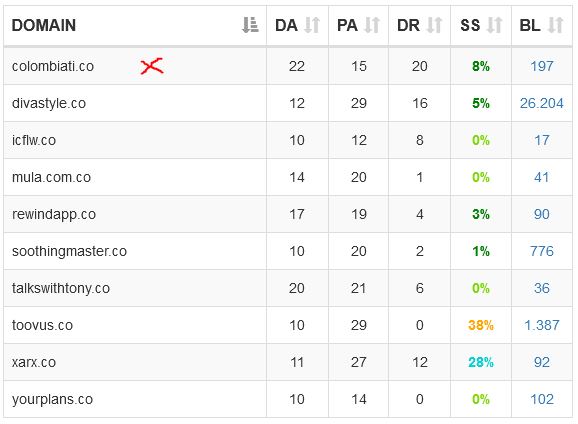 DOMAIN DA PA DR SS BL
colombiati.co 22 15 20 8% 197
divastyle.co 12 29 16 5% 26.204
icflw.co 10 12 8 0% 17
mula.com.co 14 20 1 0% 41
rewindapp.co 17 19 4 3% 90
soothingmaster.co 10 20 2 1% 776
talkswithtony.co 20 21 6 0% 36
toovus.co 10 29 0 38% 1.387
xarx.co 11 27 12 28% 92
yourplans.co 10 14 0 0% 102